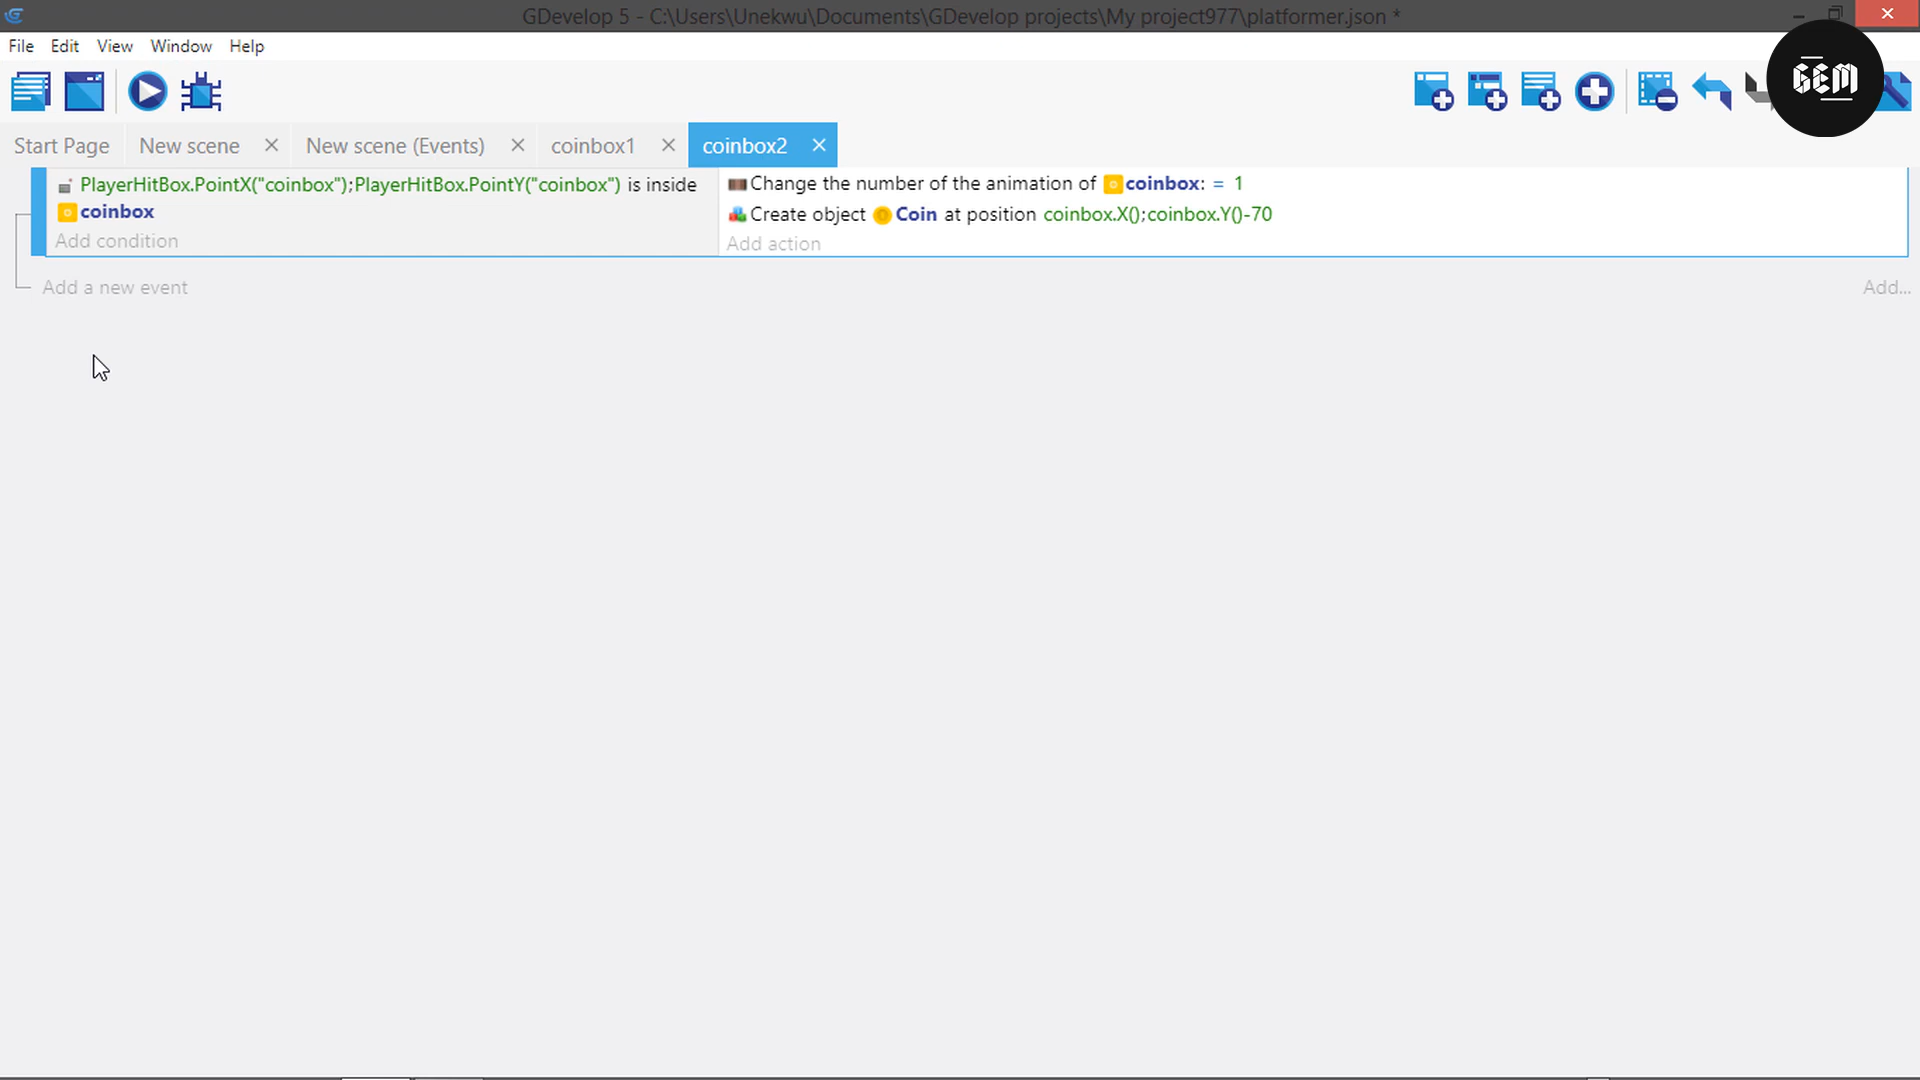 GDevelop 5 - C:\Users\Unekwu\Documents\GDevelop projects\My project977\platformer.json *
File Edit View Window Help
GEM
Start Page New scene New scene (Events) coinbox1 coinbox2
PlayerHitBox.PointX("coinbox");PlayerHitBox.PointY("coinbox") is inside
coinbox
Add condition
Change the number of the animation of coinbox: = 1
Create object Coin at position coinbox.X();coinbox.Y()-70
Add action
Add a new event
Add...